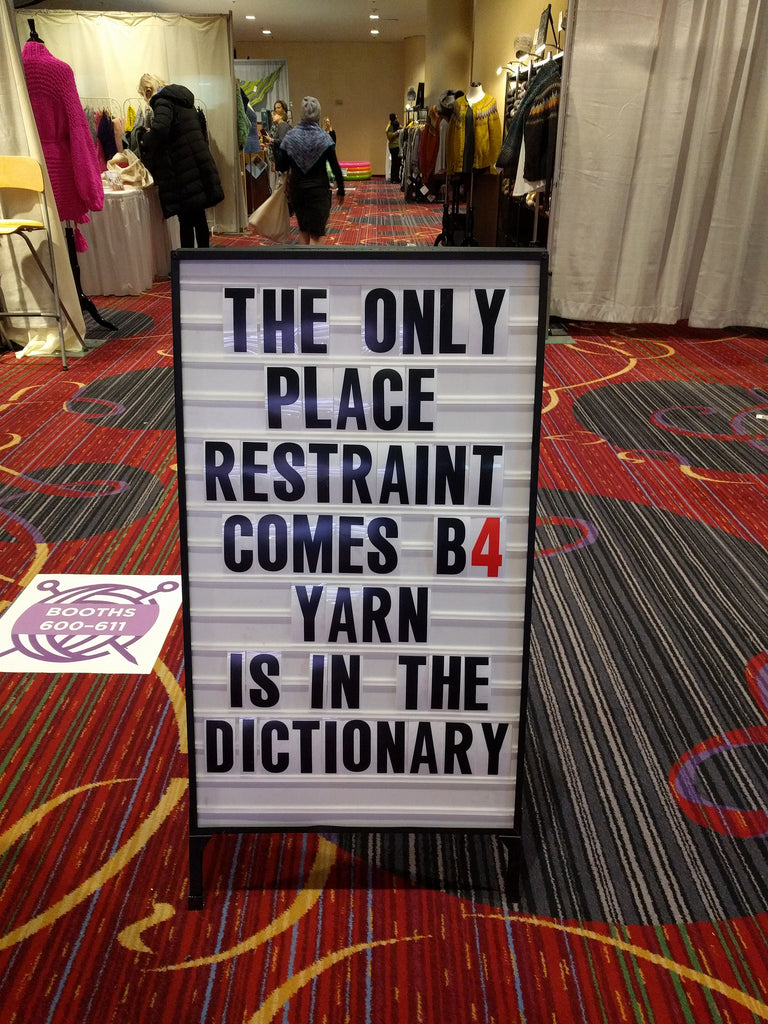 THE ONLY
PLACE
RESTRAINT
COMES B4
YARN
IS IN THE
DICTIONARY
BOOTHS
600-611